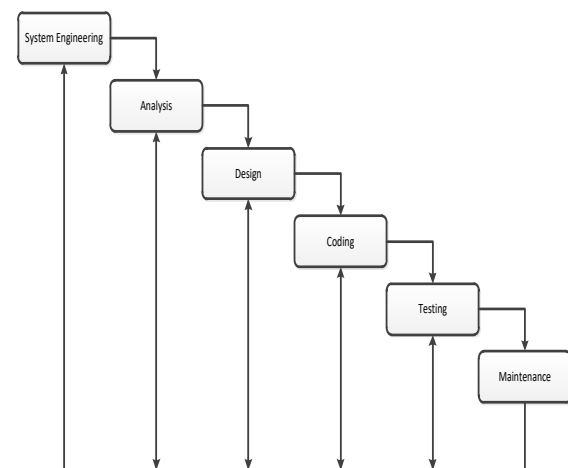 System Engineering
Analysis
Design
Coding
Testing
Maintenance